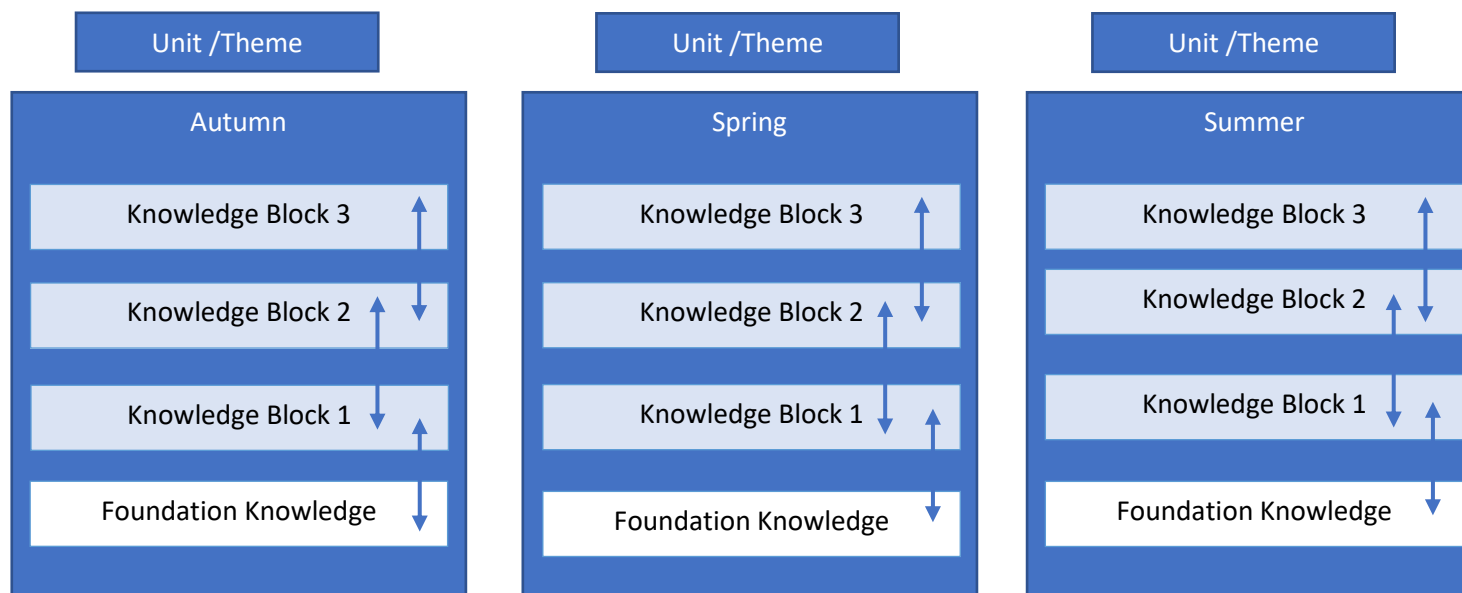 Unit /Theme
Autumn
Knowledge Block 3
Knowledge Block 2
Knowledge Block 1
Foundation Knowledge
Unit /Theme
Spring
Knowledge Block 3
Knowledge Block 2
Knowledge Block 1
Foundation Knowledge
Unit /Theme
Summer
Knowledge Block 3
Knowledge Block 2
Knowledge Block 1
Foundation Knowledge